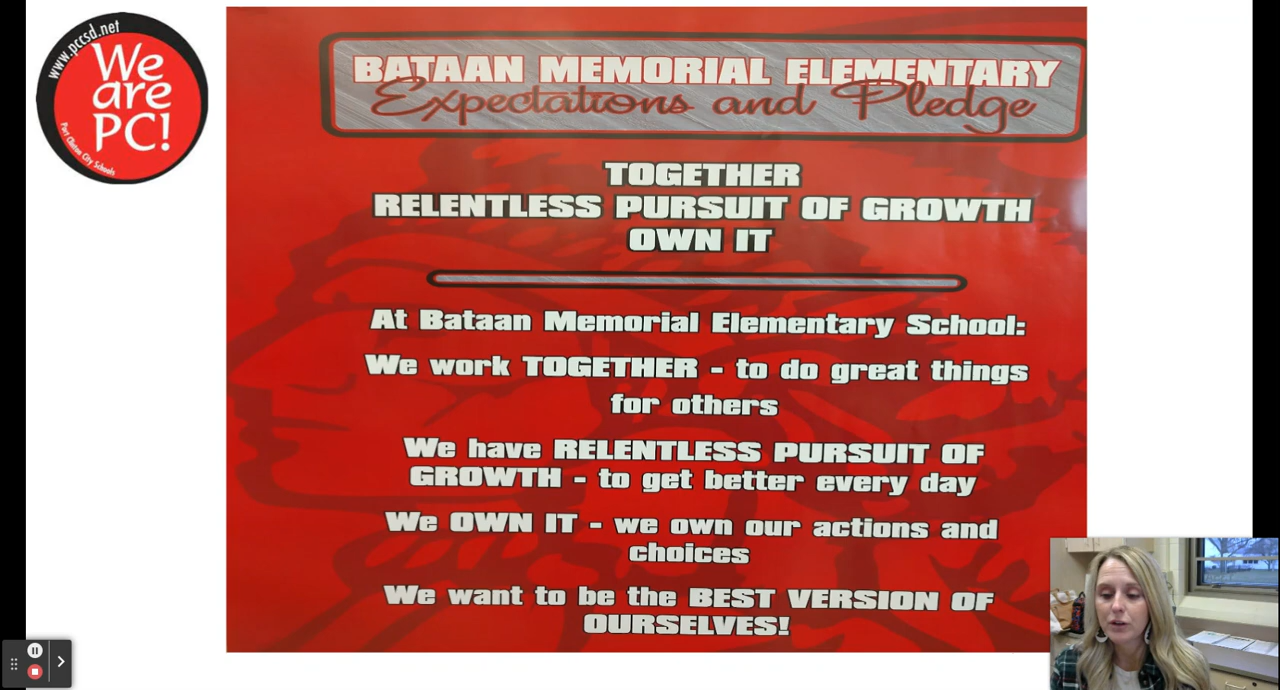 www.pccsd.net
We
are
PC!
Port Clinton City Schools
BATAAN MEMORIAL ELEMENTARY
Expectations and Pledge
TOGETHER
RELENTLESS PURSUIT OF GROWTH
OWN IT
At Bataan Memorial Elementary School:
We work TOGETHER - to do great things
for others
We have RELENTLESS PURSUIT OF
GROWTH - to get better every day
We OWN IT - we own our actions and
choices
We want to be the BEST VERSION OF
OURSELVES!